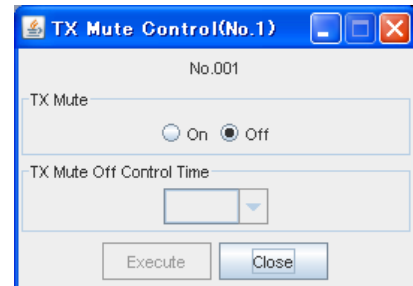 TX Mute Control(No.1)
No.001
TX Mute
On Off
TX Mute Off Control Time
Execute Close